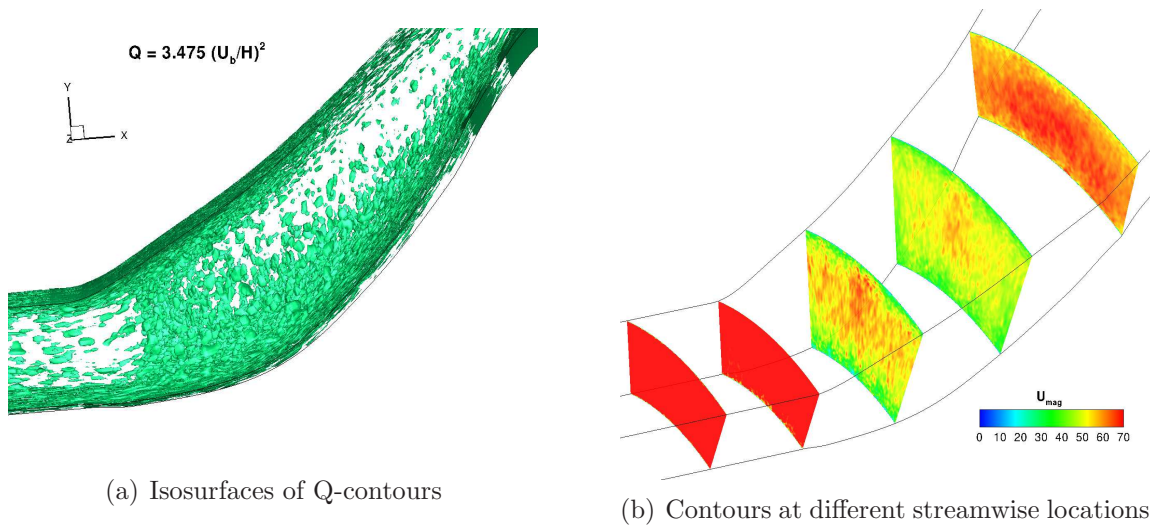 Q = 3.475 (U_b/H)^2
Y
Z
X
(a) Isosurfaces of Q-contours
U_mag
0 10 20 30 40 50 60 70
(b) Contours at different streamwise locations